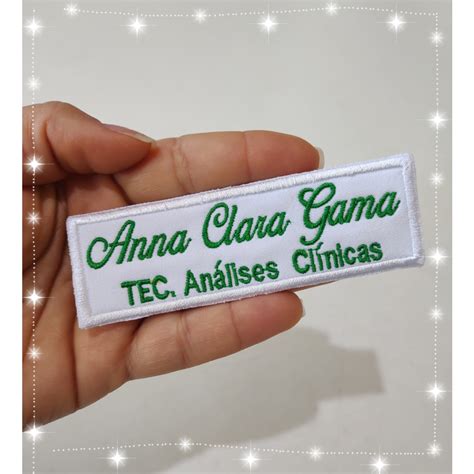 Anna Clara Gama
TEC. Análises Clínicas